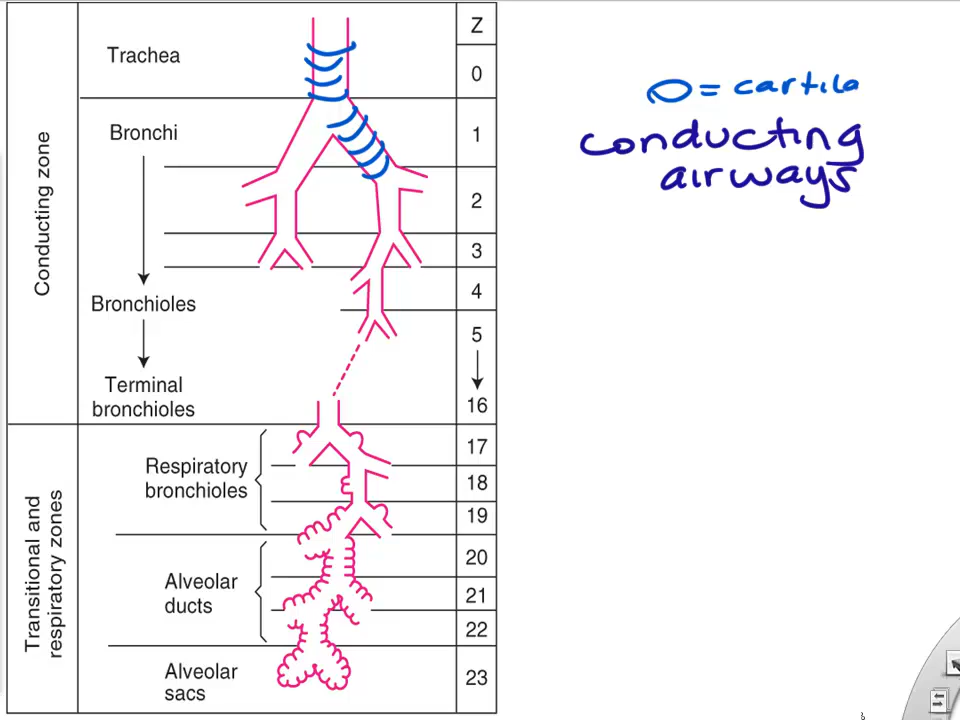 Z
Trachea
0
Bronchi
1
2
3
Bronchioles
4
5
Terminal
bronchioles
16
Conducting zone
Respiratory
bronchioles
17
18
19
Alveolar
ducts
20
21
22
Alveolar
sacs
23
Transitional and
respiratory zones
= cartila
conducting
airways